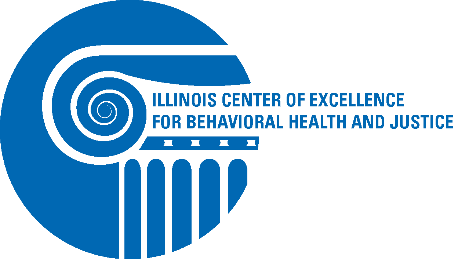 ILLINOIS CENTER OF EXCELLENCE
FOR BEHAVIORAL HEALTH AND JUSTICE